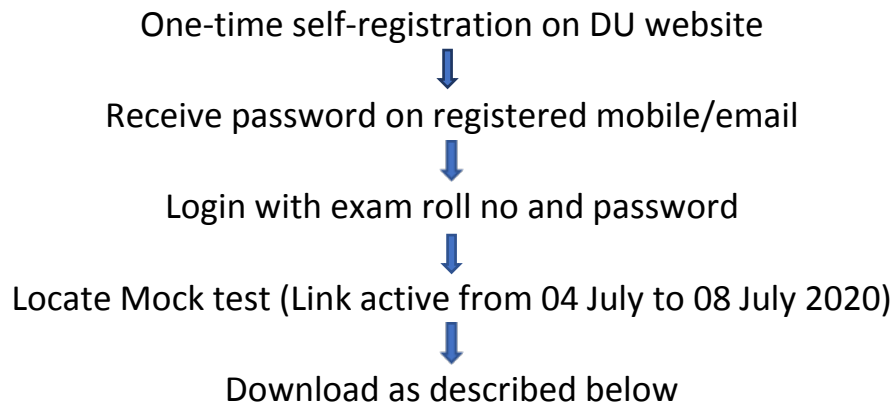 One-time self-registration on DU website
Receive password on registered mobile/email
Login with exam roll no and password
Locate Mock test (Link active from 04 July to 08 July 2020)
Download as described below